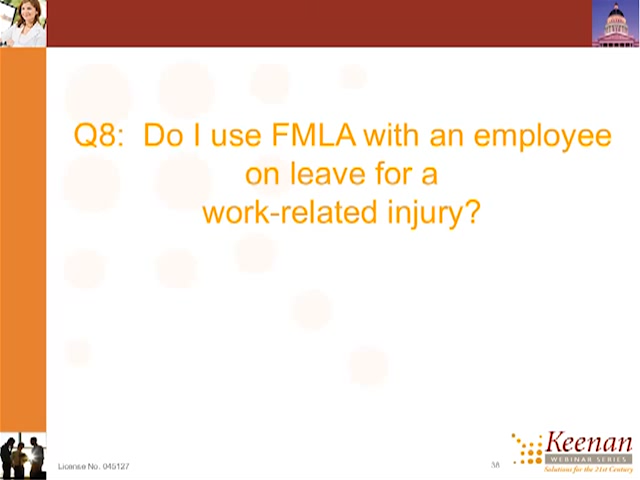 Q8: Do I use FMLA with an employee
on leave for a
work-related injury?
License No. 045127
38
Keenan
WEBINAR SERIES
Solutions for the 21st Century